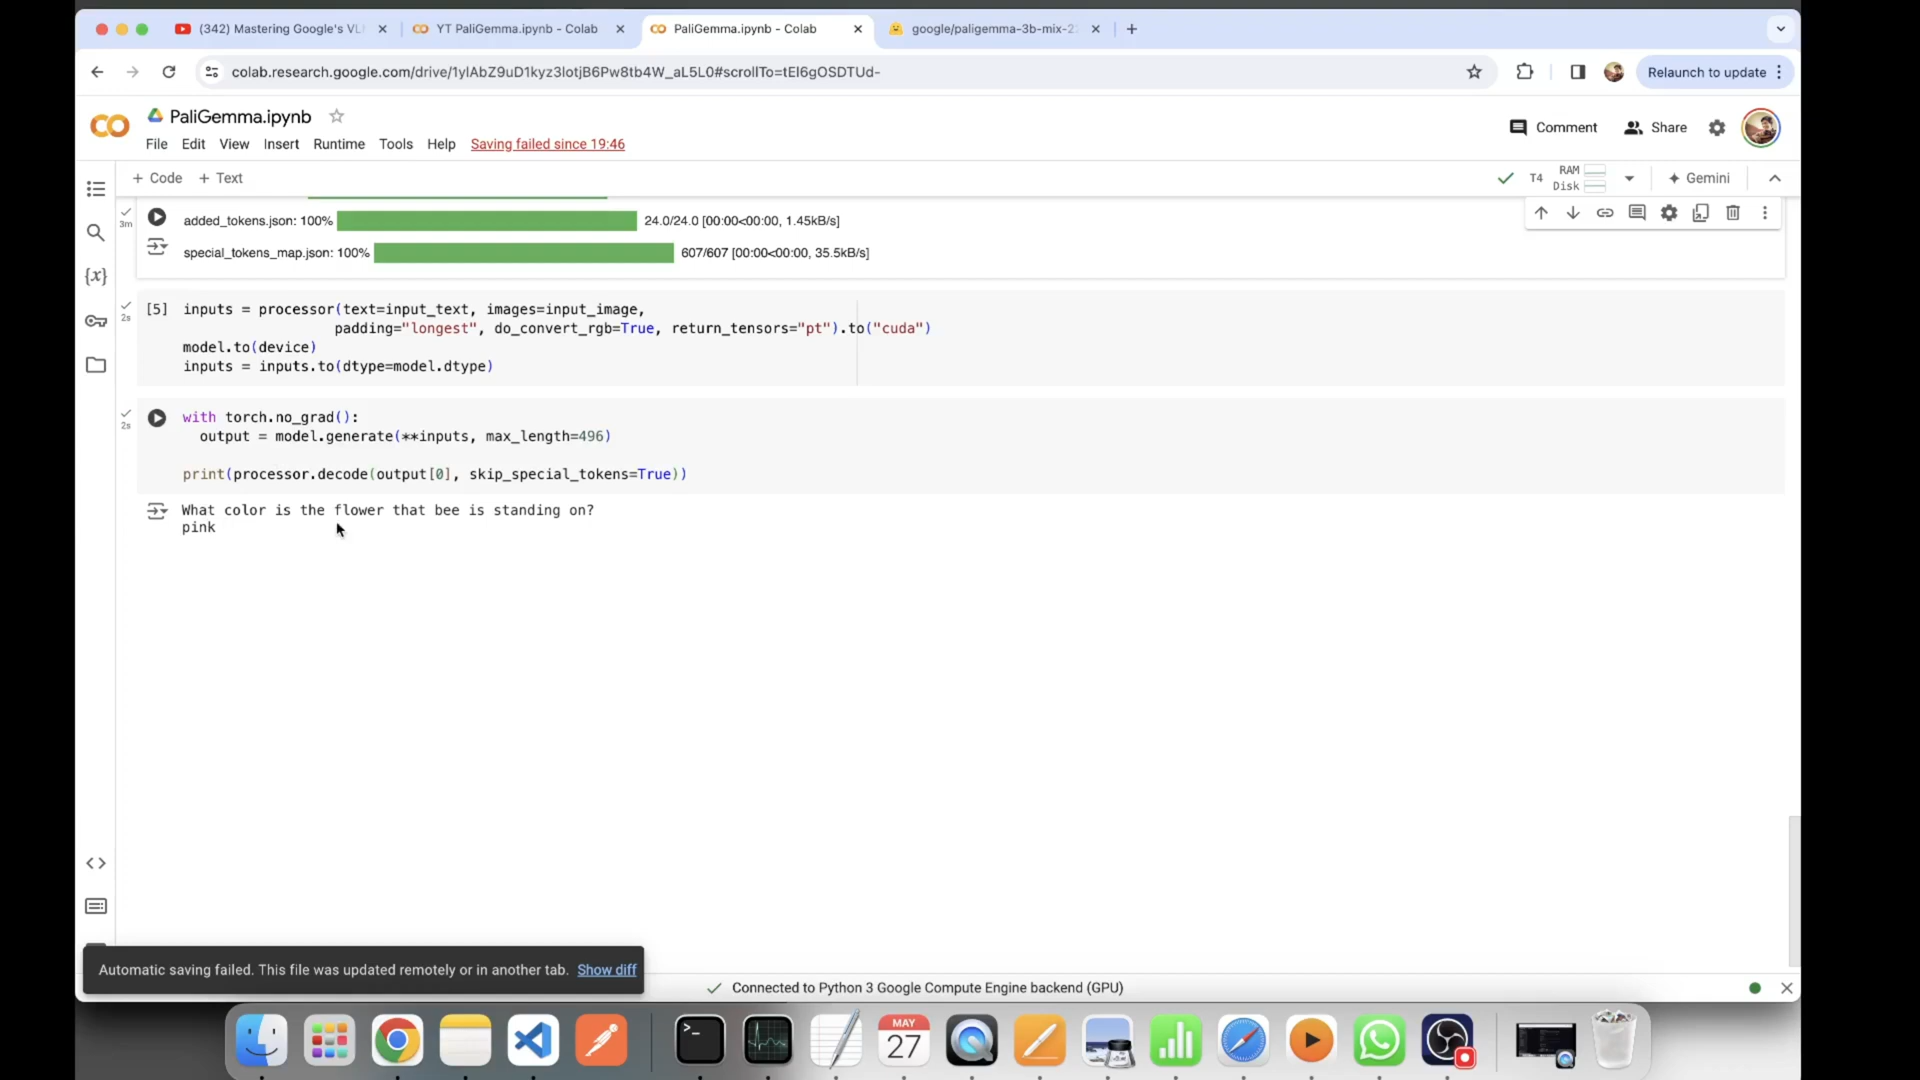 (342) Mastering Google's VL
YT PaliGemma.ipynb - Colab
PaliGemma.ipynb - Colab
google/paligemma-3b-mix-2
colab.research.google.com/drive/1ylAbZ9uD1kyz3lotjB6Pw8tb4W_aL5L0#scrollTo=tEl6gOSDTUd-
Relaunch to update
CO
PaliGemma.ipynb
Comment
Share
File Edit View Insert Runtime Tools Help Saving failed since 19:46
+ Code + Text
T4
RAM
Disk
Gemini
3m
added_tokens.json: 100% 24.0/24.0 [00:00<00:00, 1.45kB/s]
special_tokens_map.json: 100% 607/607 [00:00<00:00, 35.5kB/s]
{x}
2s
[5] inputs = processor(text=input_text, images=input_image,
padding="longest", do_convert_rgb=True, return_tensors="pt").to("cuda")
model.to(device)
inputs = inputs.to(dtype=model.dtype)
2s
with torch.no_grad():
output = model.generate(**inputs, max_length=496)
print(processor.decode(output[0], skip_special_tokens=True))
What color is the flower that bee is standing on?
pink
Automatic saving failed. This file was updated remotely or in another tab. Show diff
Connected to Python 3 Google Compute Engine backend (GPU)
MAY
27